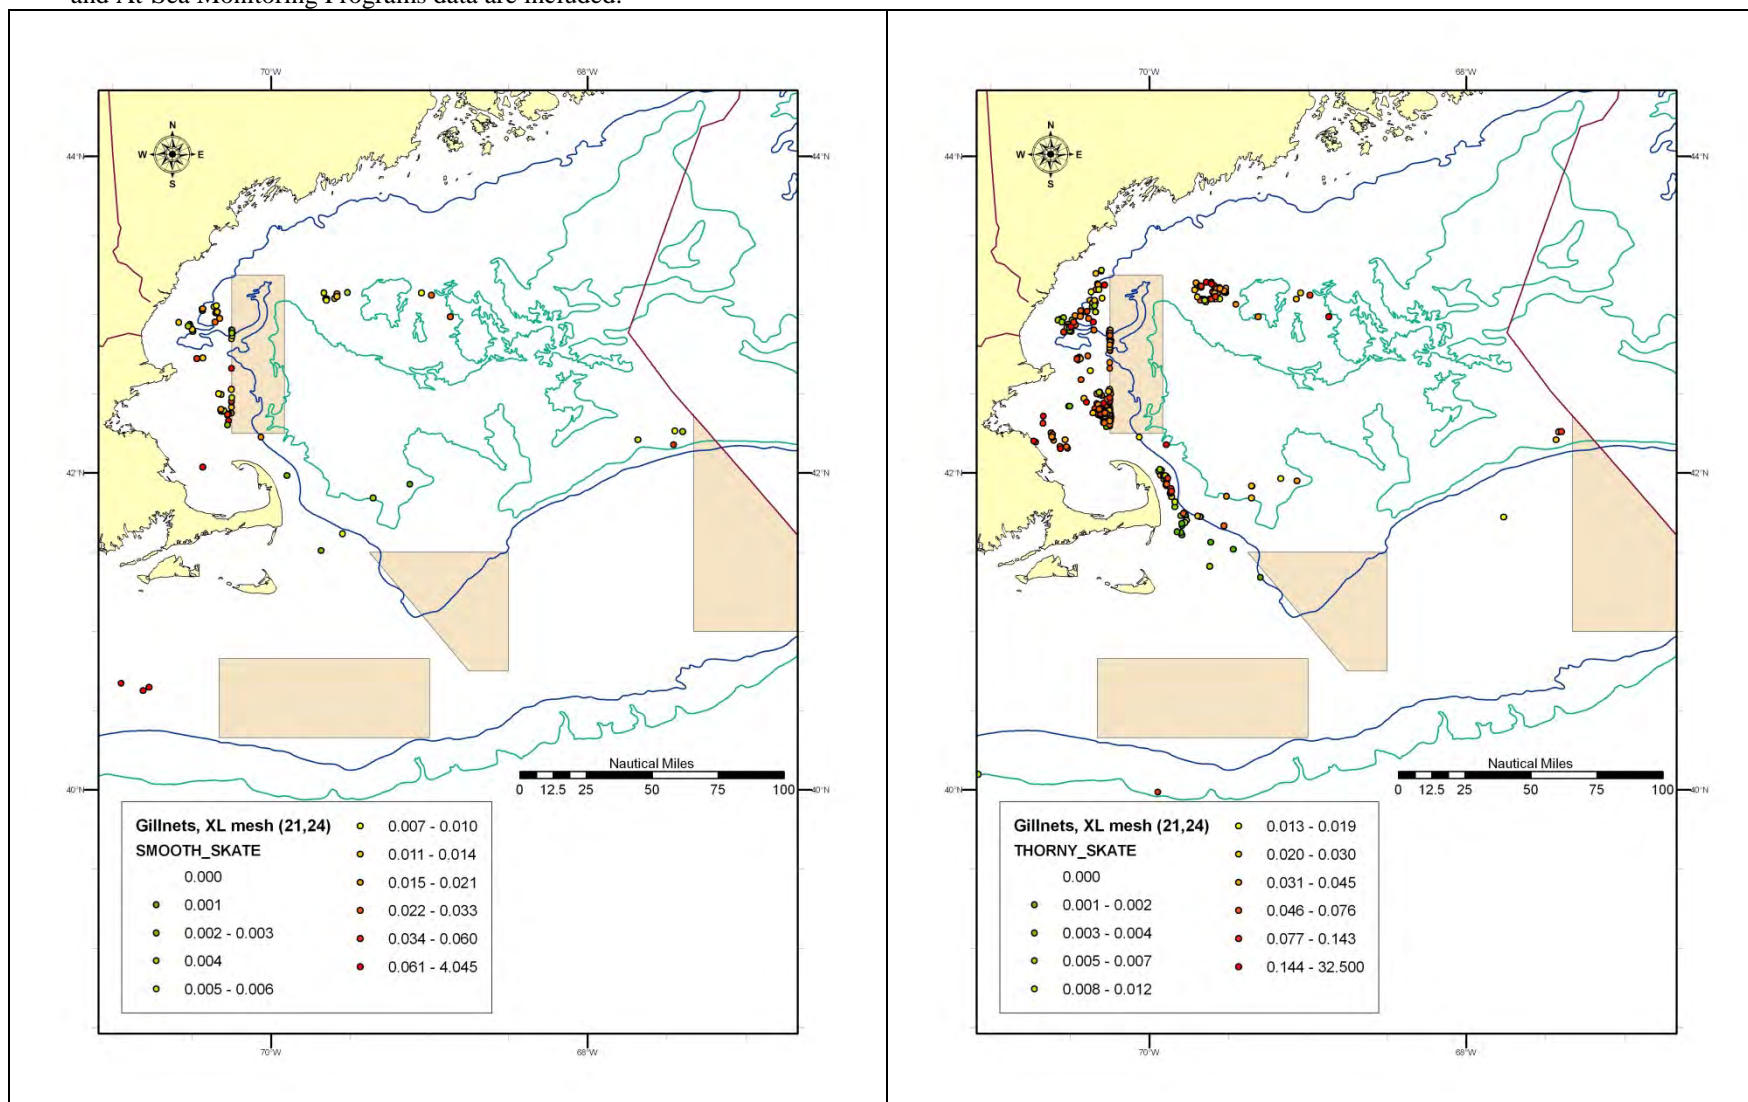 and At-Sea Monitoring Programs data are included.
70°W 68°W
N
W E
S
44°N 44°N
42°N 42°N
40°N 40°N
Nautical Miles
0 12.5 25 50 75 100
Gillnets, XL mesh (21,24)
SMOOTH_SKATE
0.000
0.001
0.002 - 0.003
0.004
0.005 - 0.006
0.007 - 0.010
0.011 - 0.014
0.015 - 0.021
0.022 - 0.033
0.034 - 0.060
0.061 - 4.045
70°W 68°W
70°W 68°W
N
W E
S
44°N 44°N
42°N 42°N
40°N 40°N
Nautical Miles
0 12.5 25 50 75 100
Gillnets, XL mesh (21,24)
THORNY_SKATE
0.000
0.001 - 0.002
0.003 - 0.004
0.005 - 0.007
0.008 - 0.012
0.013 - 0.019
0.020 - 0.030
0.031 - 0.045
0.046 - 0.076
0.077 - 0.143
0.144 - 32.500
70°W 68°W